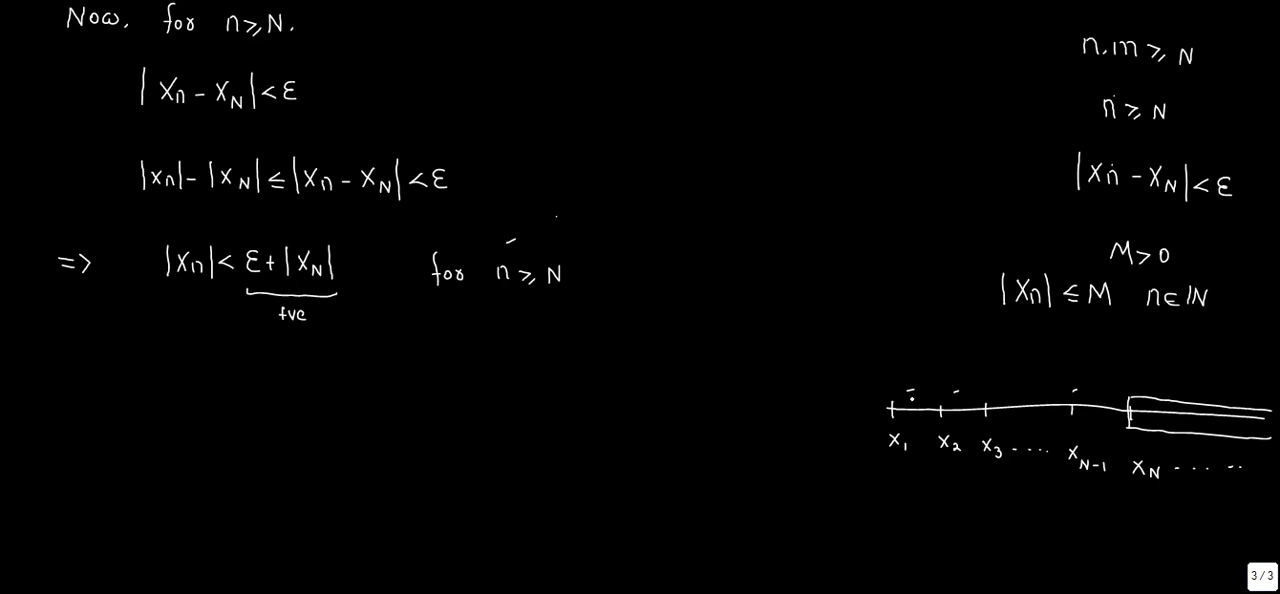 Now, for n ≥ N.
|xn - xN| < ε
|xn| - |xN| ≤ |xn - xN| < ε
=> |xn| < ε + |xN| for n ≥ N
+ve
n, m ≥ N
n ≥ N
|xn - xN| < ε
M > 0
|xn| ≤ M n ∈ ℕ
x1 x2 x3 .... xN-1 xN ......
3 / 3